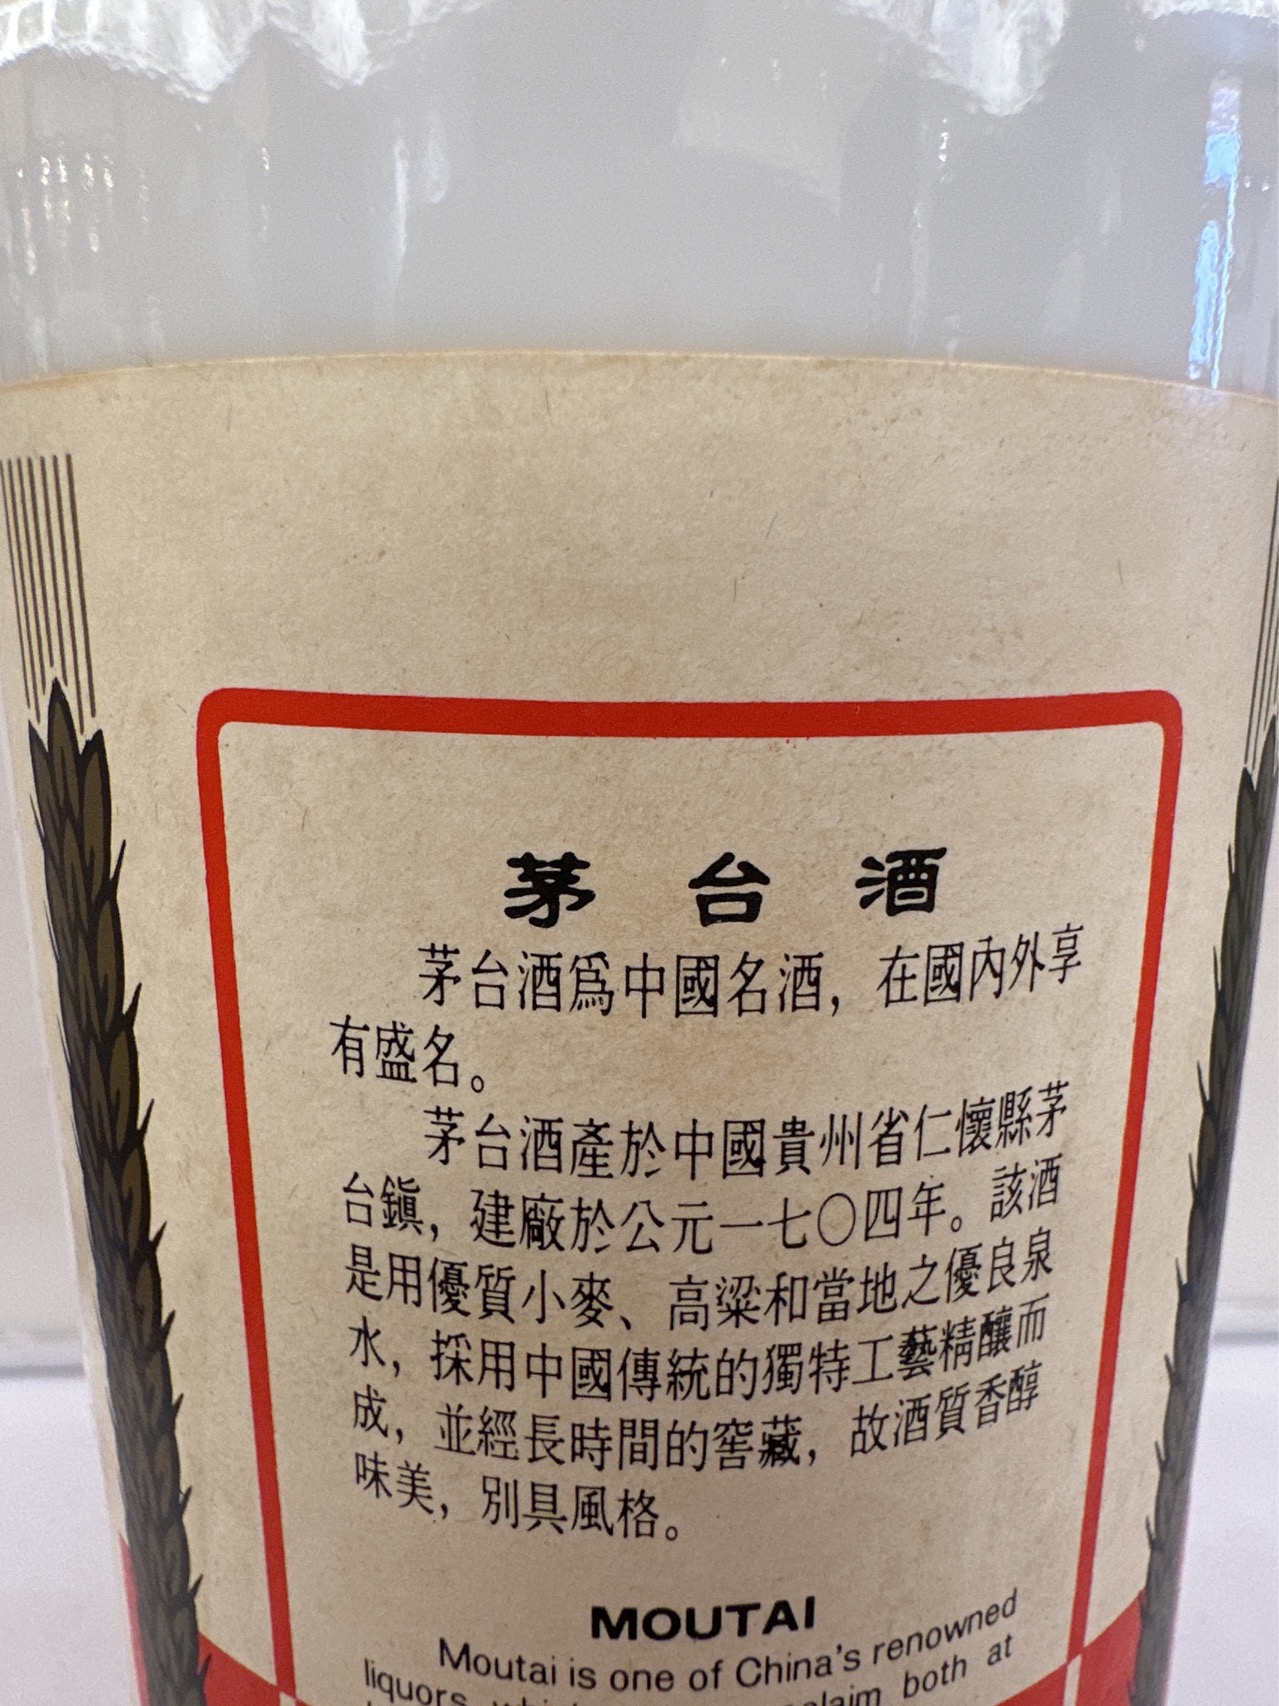 茅台酒
茅台酒爲中國名酒，在國內外享
有盛名。
茅台酒產於中國貴州省仁懷縣茅
台鎭，建廠於公元一七〇四年。該酒
是用優質小麥、高粱和當地之優良泉
水，採用中國傳統的獨特工藝精釀而
成，並經長時間的窖藏，故酒質香醇
味美，別具風格。
MOUTAI
Moutai is one of China's renowned
liquors both at